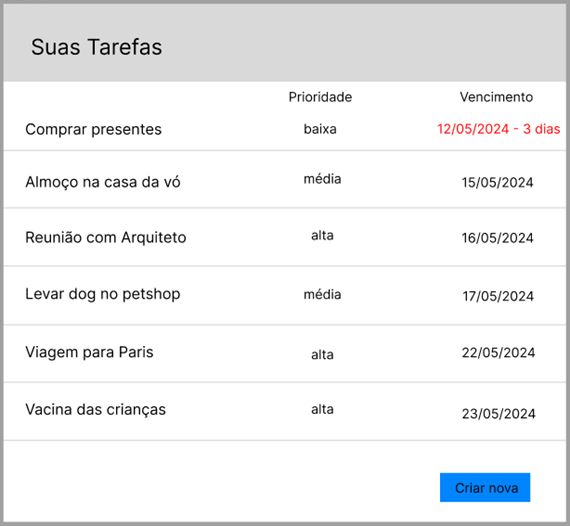 Suas Tarefas
Prioridade Vencimento
Comprar presentes baixa 12/05/2024 - 3 dias
Almoço na casa da vó média 15/05/2024
Reunião com Arquiteto alta 16/05/2024
Levar dog no petshop média 17/05/2024
Viagem para Paris alta 22/05/2024
Vacina das crianças alta 23/05/2024
Criar nova